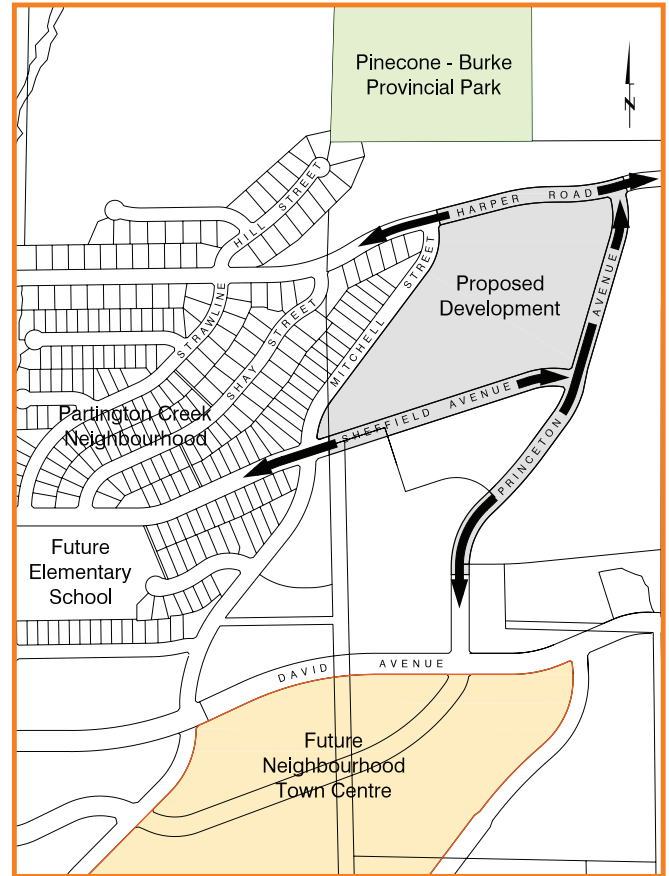 Pinecone - Burke
Provincial Park
N
HARPER ROAD
HILL STREET
MITCHELL STREET
Proposed
Development
PRINCETON AVENUE
STRAWLINE
SHAY STREET
Partington Creek
Neighbourhood
SHEFFIELD AVENUE
Future
Elementary
School
DAVID AVENUE
Future
Neighbourhood
Town Centre